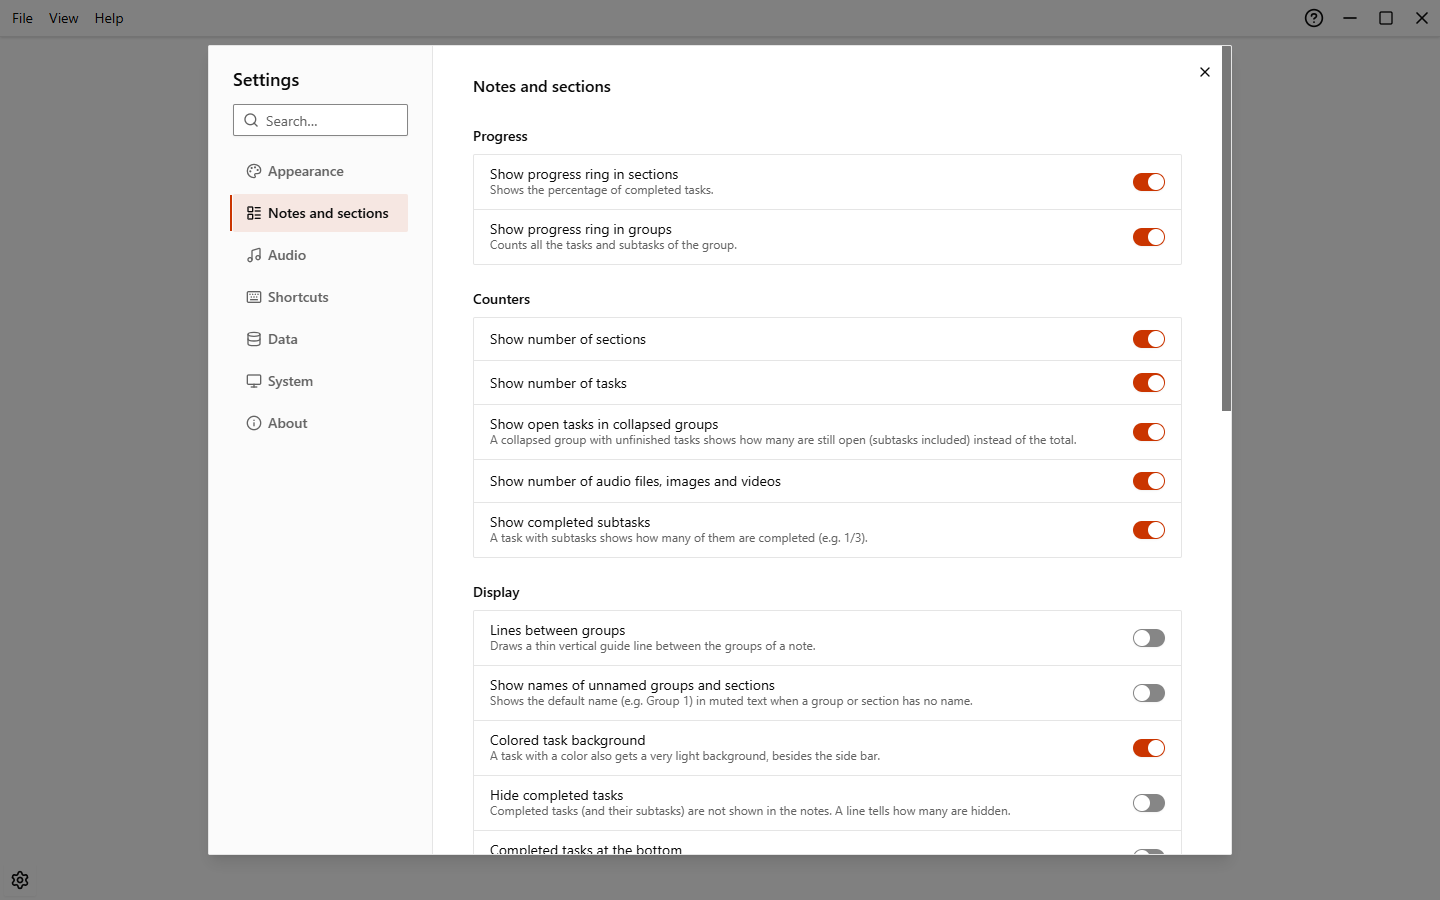 File View Help
Settings
Search...
Appearance
Notes and sections
Audio
Shortcuts
Data
System
About
Notes and sections
Progress
Show progress ring in sections
Shows the percentage of completed tasks.
Show progress ring in groups
Counts all the tasks and subtasks of the group.
Counters
Show number of sections
Show number of tasks
Show open tasks in collapsed groups
A collapsed group with unfinished tasks shows how many are still open (subtasks included) instead of the total.
Show number of audio files, images and videos
Show completed subtasks
A task with subtasks shows how many of them are completed (e.g. 1/3).
Display
Lines between groups
Draws a thin vertical guide line between the groups of a note.
Show names of unnamed groups and sections
Shows the default name (e.g. Group 1) in muted text when a group or section has no name.
Colored task background
A task with a color also gets a very light background, besides the side bar.
Hide completed tasks
Completed tasks (and their subtasks) are not shown in the notes. A line tells how many are hidden.
Completed tasks at the bottom